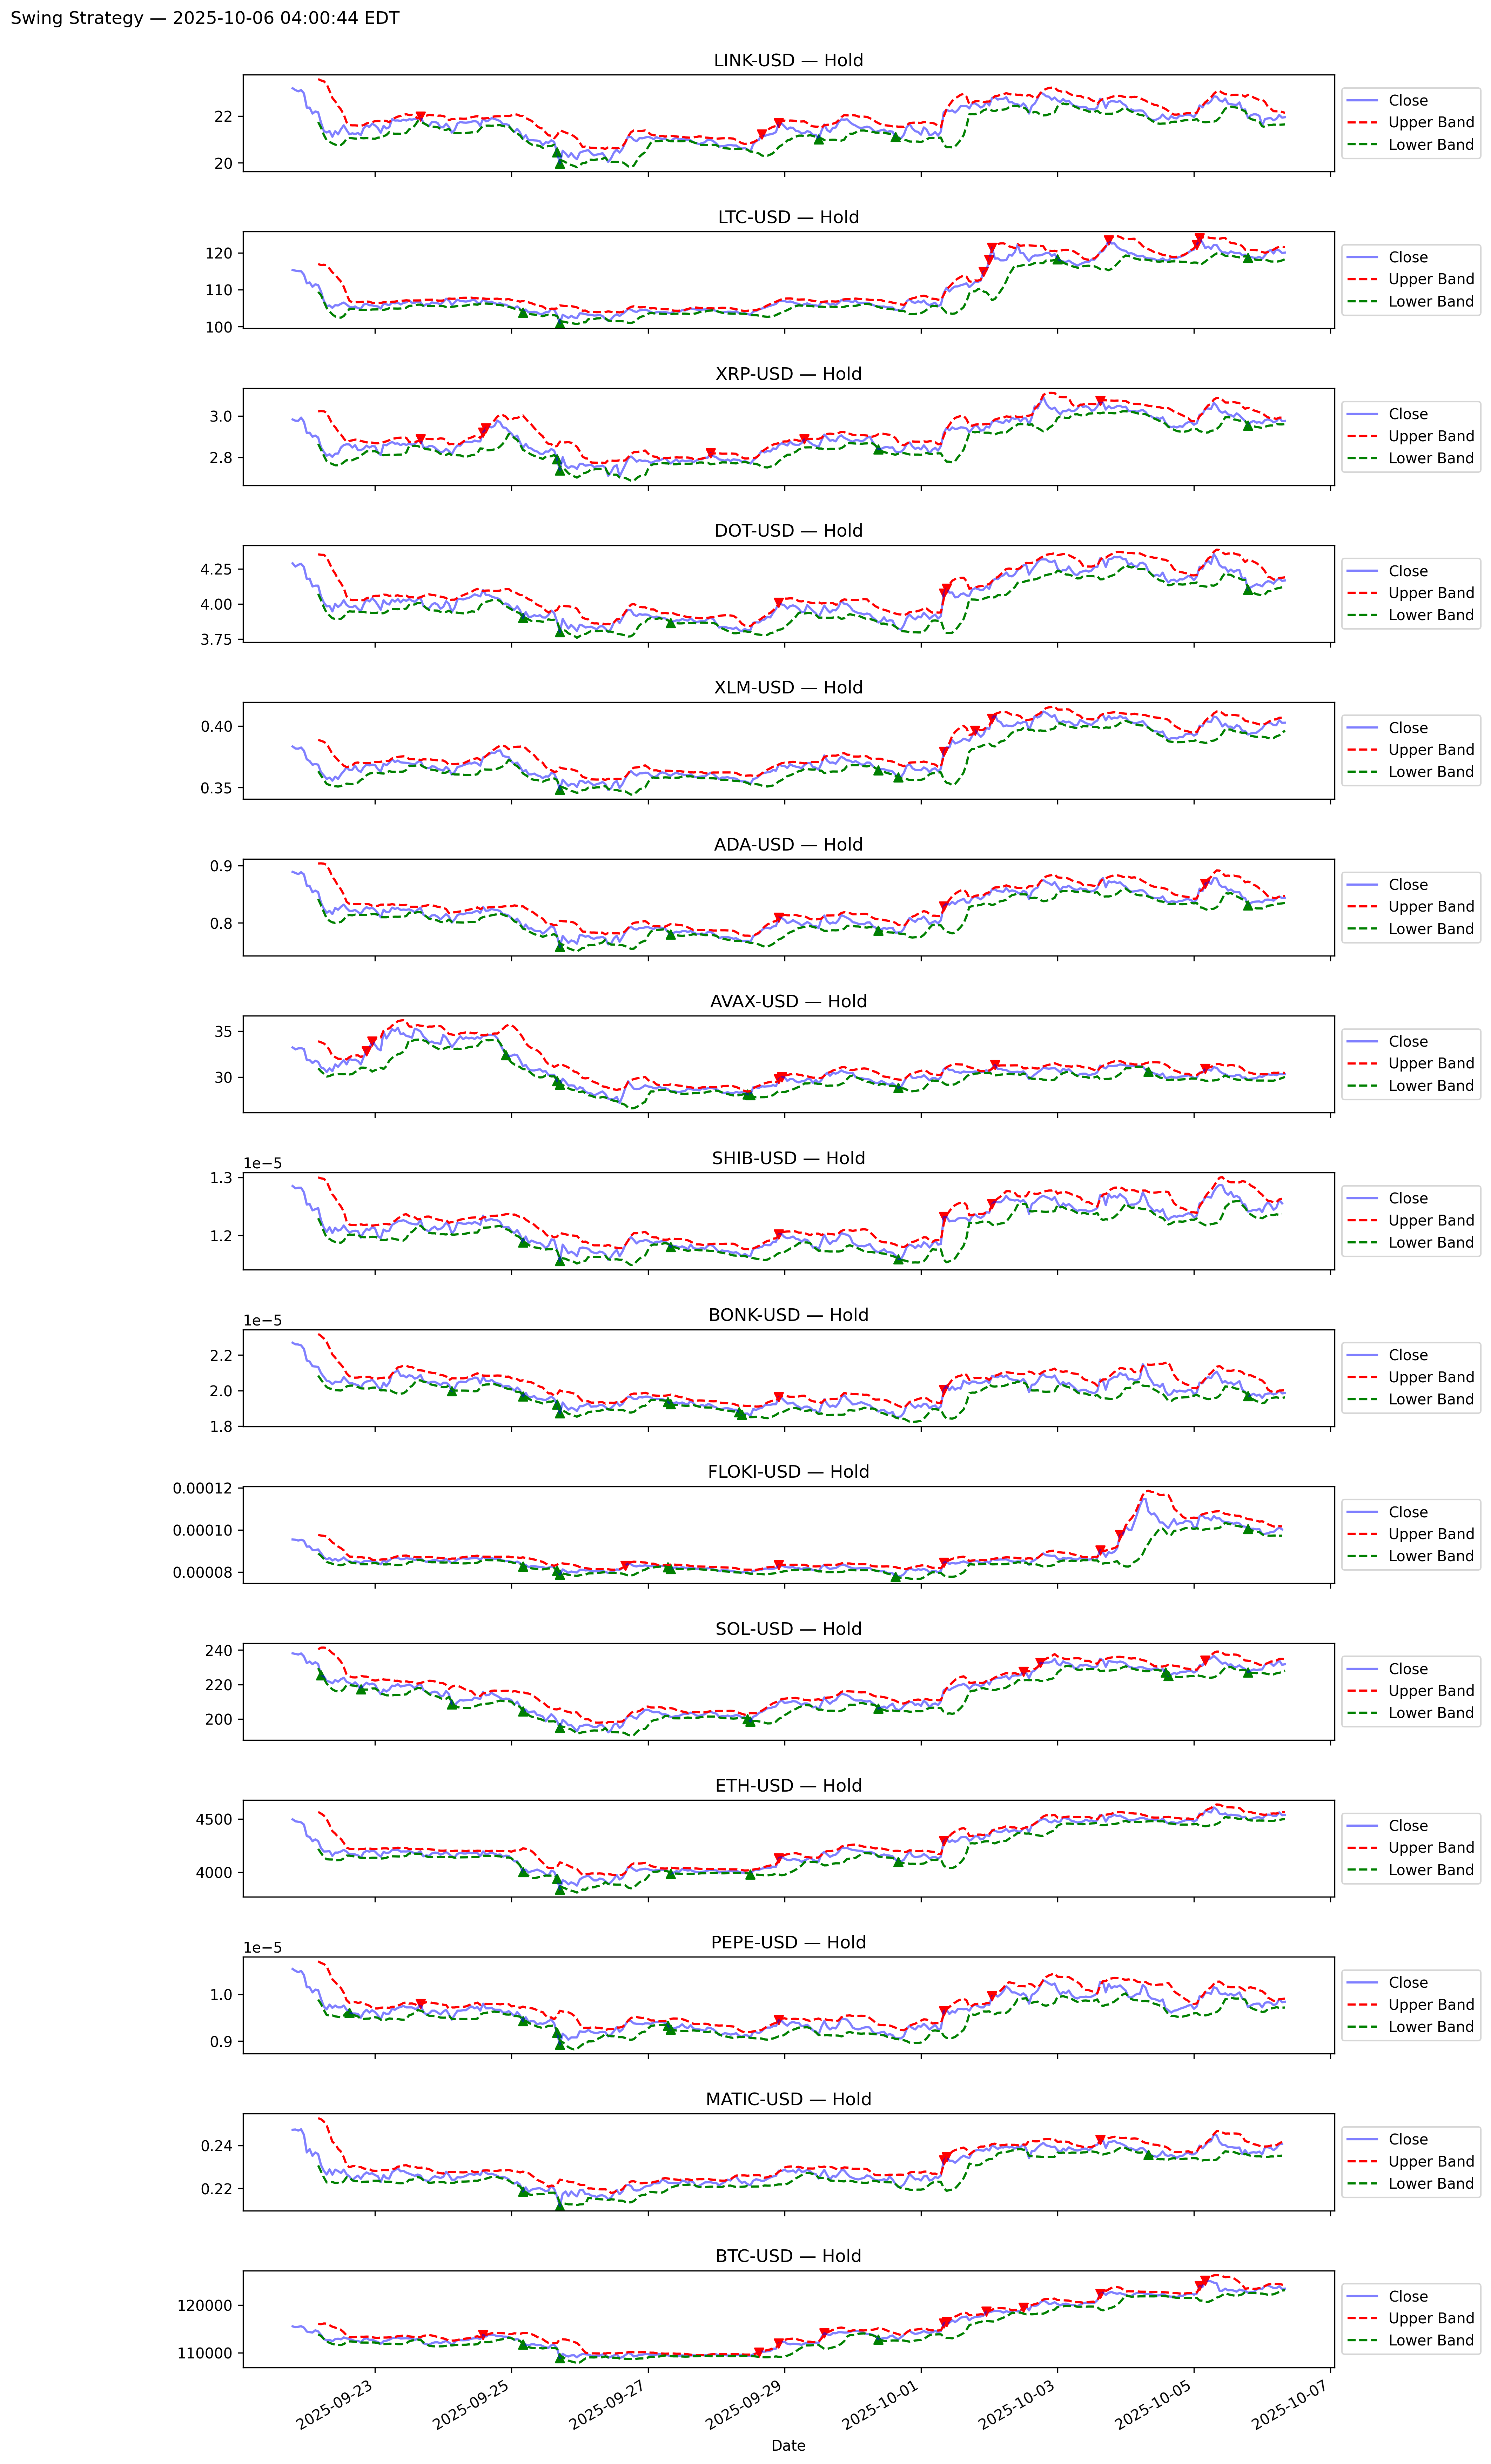 Swing Strategy — 2025-10-06 04:00:44 EDT
LINK-USD — Hold
22
20
Close
Upper Band
Lower Band
LTC-USD — Hold
120
110
100
Close
Upper Band
Lower Band
XRP-USD — Hold
3.0
2.8
Close
Upper Band
Lower Band
DOT-USD — Hold
4.25
4.00
3.75
Close
Upper Band
Lower Band
XLM-USD — Hold
0.40
0.35
Close
Upper Band
Lower Band
ADA-USD — Hold
0.9
0.8
Close
Upper Band
Lower Band
AVAX-USD — Hold
35
30
Close
Upper Band
Lower Band
SHIB-USD — Hold
1e−5
1.3
1.2
Close
Upper Band
Lower Band
BONK-USD — Hold
1e−5
2.2
2.0
1.8
Close
Upper Band
Lower Band
FLOKI-USD — Hold
0.00012
0.00010
0.00008
Close
Upper Band
Lower Band
SOL-USD — Hold
240
220
200
Close
Upper Band
Lower Band
ETH-USD — Hold
4500
4000
Close
Upper Band
Lower Band
PEPE-USD — Hold
1e−5
1.0
0.9
Close
Upper Band
Lower Band
MATIC-USD — Hold
0.24
0.22
Close
Upper Band
Lower Band
BTC-USD — Hold
120000
110000
Close
Upper Band
Lower Band
2025-09-23
2025-09-25
2025-09-27
2025-09-29
2025-10-01
2025-10-03
2025-10-05
2025-10-07
Date